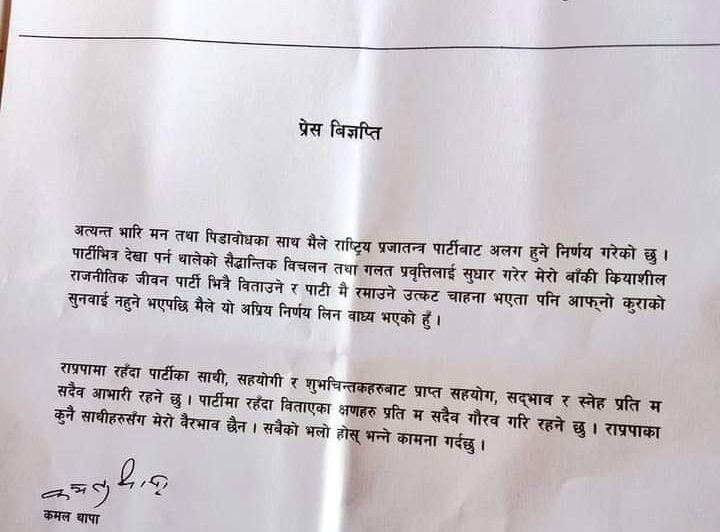 प्रेस बिज्ञप्ति
अत्यन्त भारि मन तथा पिडावोधका साथ मैले राष्ट्रिय प्रजातन्त्र पार्टीबाट अलग हुने निर्णय गरेको छु ।
पार्टीभित्र देखा पर्न थालेको सैद्धान्तिक विचलन तथा गलत प्रवृत्तिलाई सुधार गरेर मेरो बाँकी कियाशील
राजनीतिक जीवन पार्टी भित्रै विताउने र पाटी मै रमाउने उत्कट चाहना भएता पनि आफ्नो कुराको
सुनवाई नहुने भएपछि मैले यो अप्रिय निर्णय लिन वाध्य भएको हुँ ।
राप्रपामा रहँदा पार्टीका साथी, सहयोगी र शुभचिन्तकहरुबाट प्राप्त सहयोग, सद्भाव र स्नेह प्रति म
सदैव आभारी रहने छु । पार्टीमा रहँदा विताएका क्षणहरु प्रति म सदैव गौरव गरि रहने छु । राप्रपाका
कुनै साथीहरुसँग मेरो वैरभाव छैन । सबैको भलो होस् भन्ने कामना गर्दछु ।
कमल थापा
कमल थापा